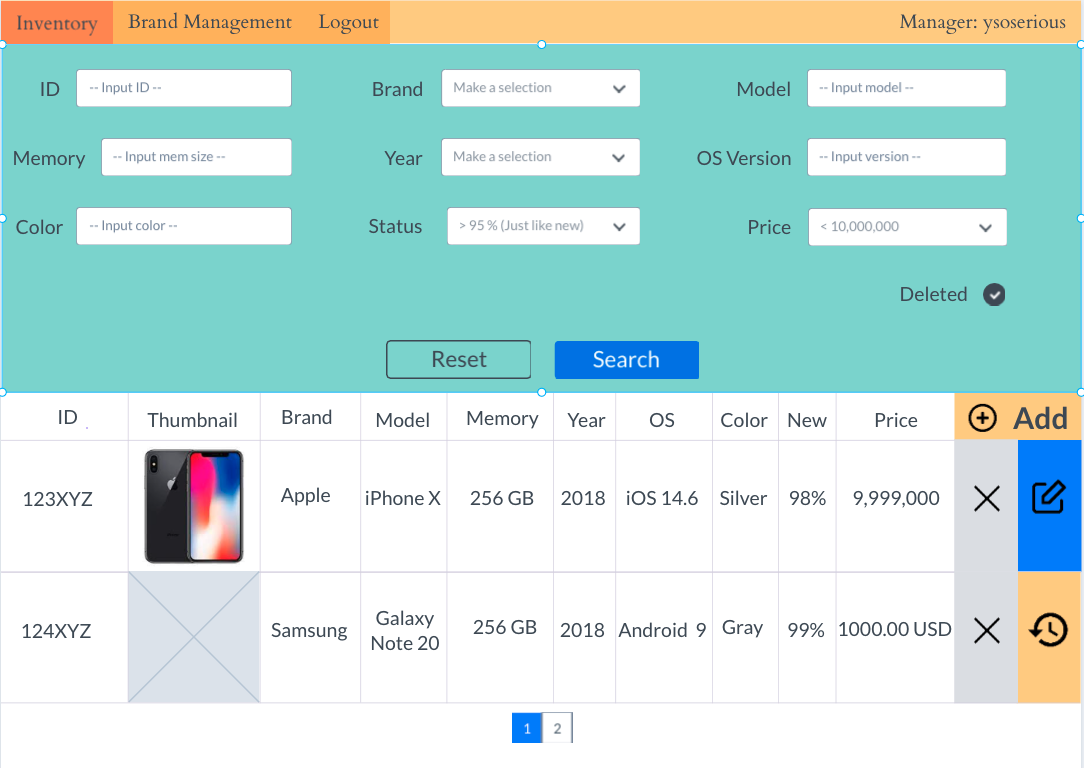 Inventory Brand Management Logout Manager: ysoserious
ID -- Input ID -- Brand Make a selection Model -- Input model --
Memory -- Input mem size -- Year Make a selection OS Version -- Input version --
Color -- Input color -- Status > 95 % (Just like new) Price < 10,000,000
Deleted
Reset Search
ID Thumbnail Brand Model Memory Year OS Color New Price Add
123XYZ Apple iPhone X 256 GB 2018 iOS 14.6 Silver 98% 9,999,000
124XYZ Samsung Galaxy Note 20 256 GB 2018 Android 9 Gray 99% 1000.00 USD
1 2